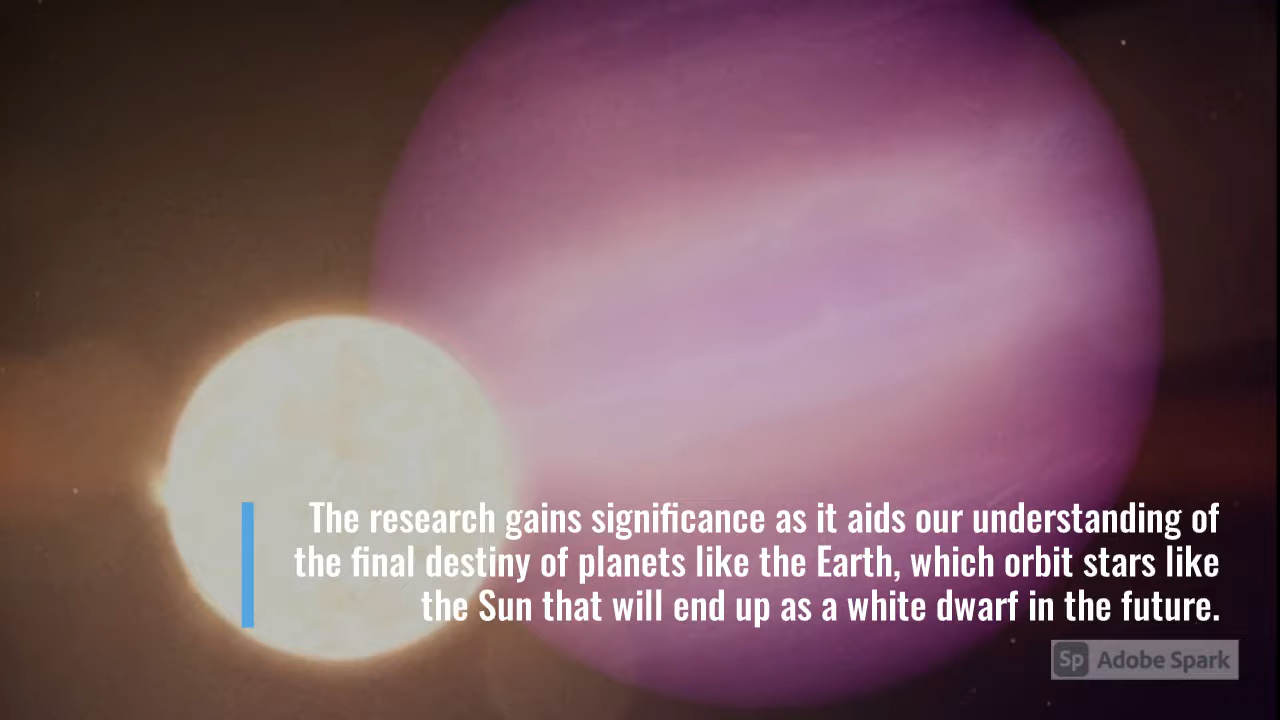 The research gains significance as it aids our understanding of
the final destiny of planets like the Earth, which orbit stars like
the Sun that will end up as a white dwarf in the future.
Sp Adobe Spark